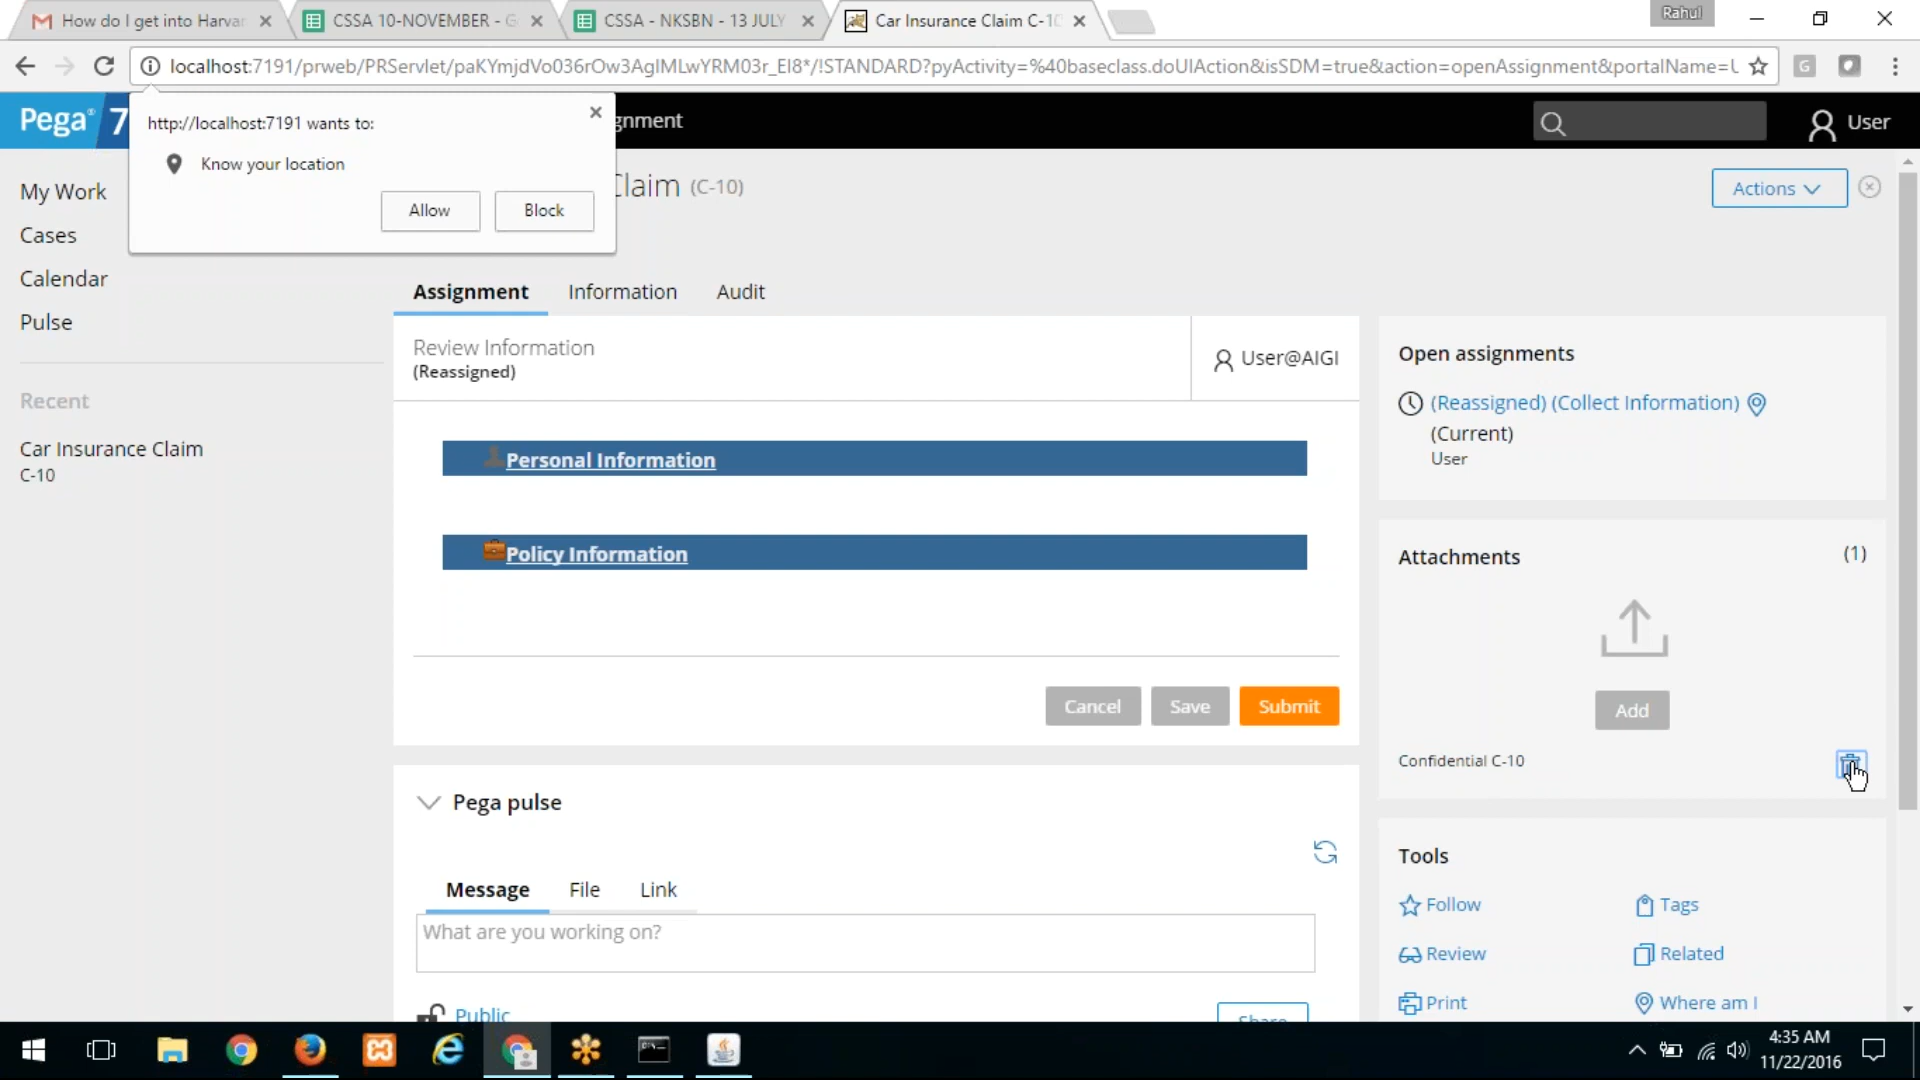 How do I get into Harvar
CSSA 10-NOVEMBER - G
CSSA - NKSBN - 13 JULY
Car Insurance Claim C-10
Rahul
localhost:7191/prweb/PRServlet/paKYmjdVo036rOw3AgIMLwYRM03r_EI8*/!STANDARD?pyActivity=%40baseclass.doUIAction&isSDM=true&action=openAssignment&portalName=U
Pega 7
gnment
User
http://localhost:7191 wants to:
Know your location
Allow
Block
Claim (C-10)
Actions
My Work
Cases
Calendar
Pulse
Recent
Car Insurance Claim
C-10
Assignment
Information
Audit
Review Information
(Reassigned)
User@AIGI
Personal Information
Policy Information
Cancel
Save
Submit
Pega pulse
Message
File
Link
What are you working on?
Public
Share
Open assignments
(Reassigned) (Collect Information)
(Current)
User
Attachments
(1)
Add
Confidential C-10
Tools
Follow
Tags
Review
Related
Print
Where am I
4:35 AM
11/22/2016